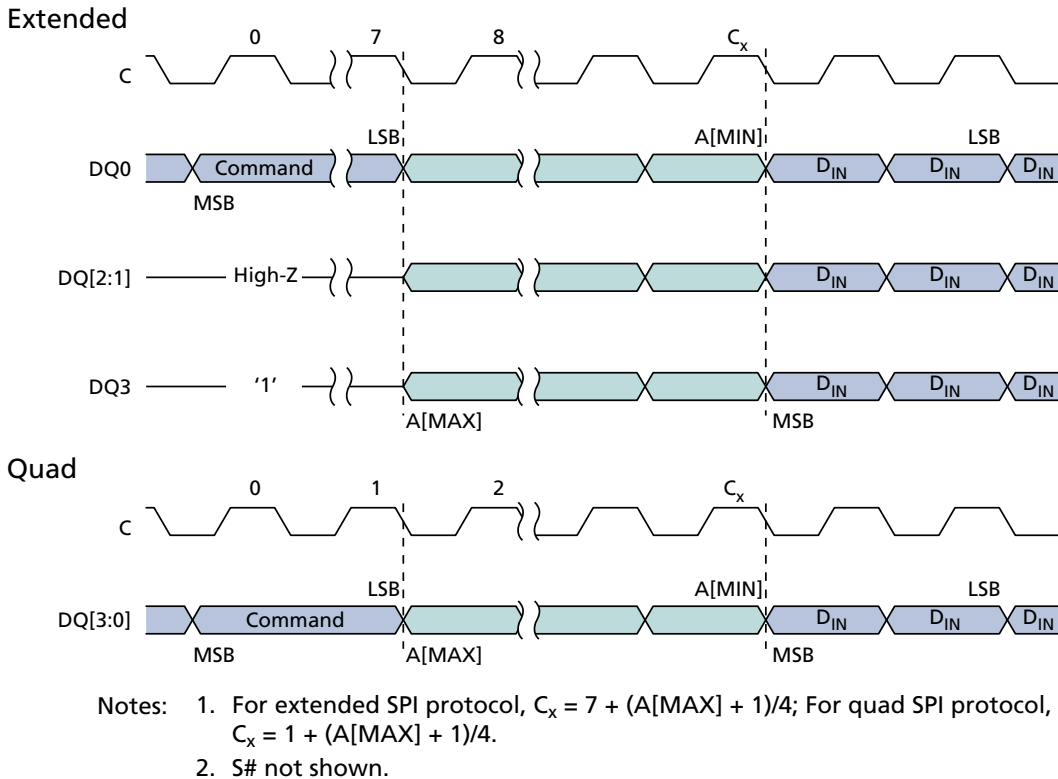 Extended
0 7 8 Cx
C
LSB A[MIN] LSB
DQ0 Command DIN DIN DIN
MSB
DQ[2:1] High-Z DIN DIN DIN
DQ3 '1' DIN DIN DIN
A[MAX] MSB
Quad
0 1 2 Cx
C
LSB A[MIN] LSB
DQ[3:0] Command DIN DIN DIN
MSB A[MAX] MSB
Notes: 1. For extended SPI protocol, Cx = 7 + (A[MAX] + 1)/4; For quad SPI protocol,
Cx = 1 + (A[MAX] + 1)/4.
2. S# not shown.